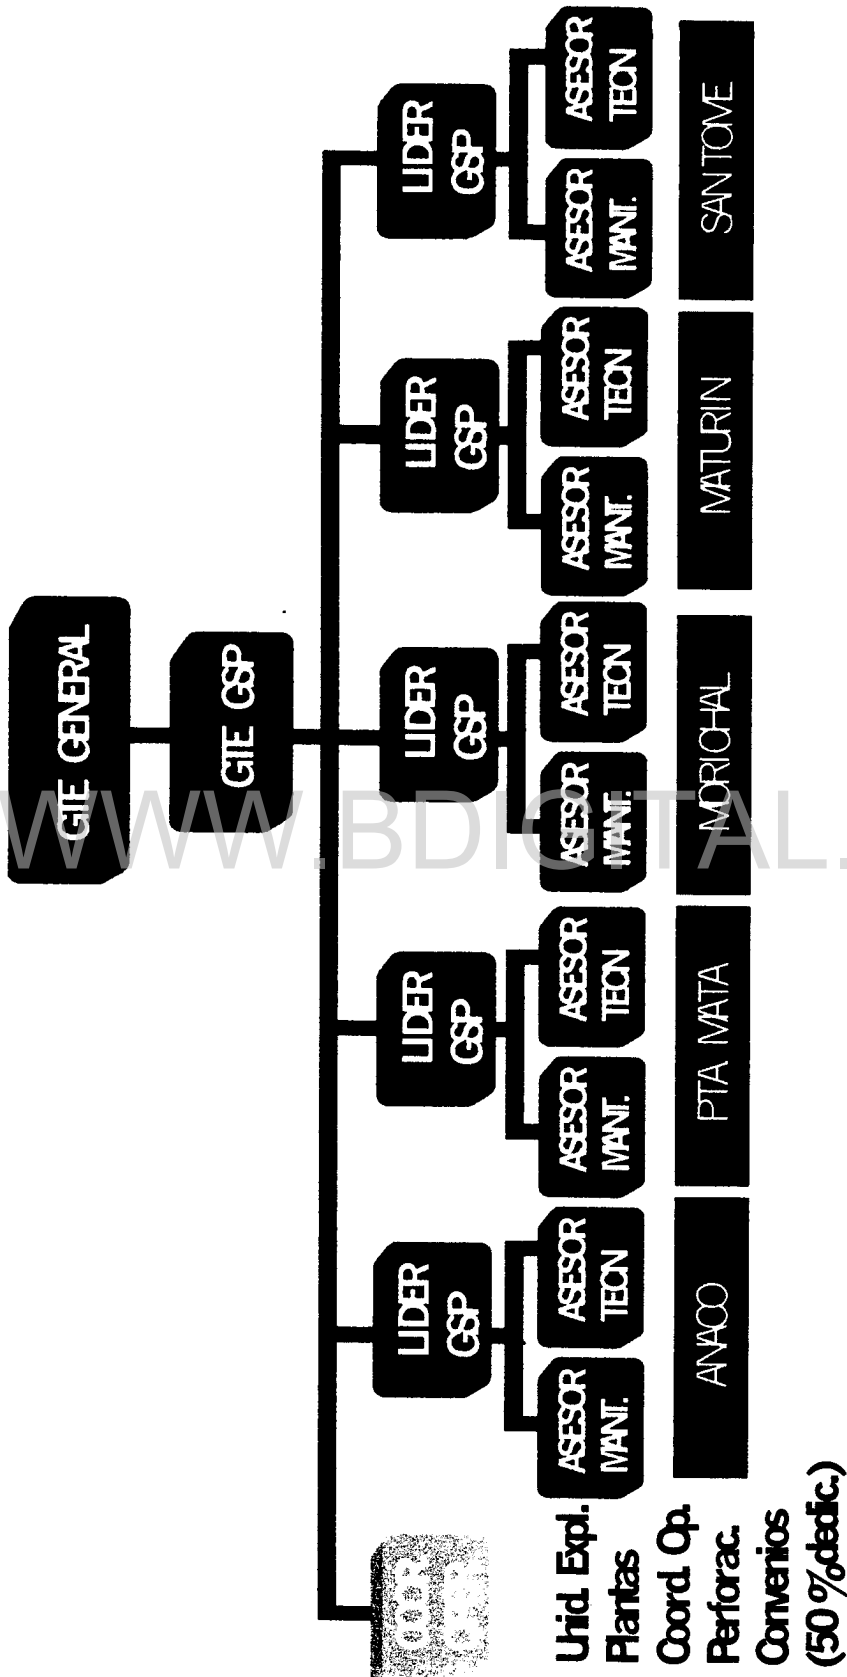 GTE GENERAL
GTE GSP
LIDER
GSP
LIDER
GSP
LIDER
GSP
LIDER
GSP
LIDER
GSP
ASESOR
MANT.
ASESOR
TECN
ASESOR
MANT.
ASESOR
TECN
ASESOR
MANT.
ASESOR
TECN
ASESOR
MANT.
ASESOR
TECN
ASESOR
MANT.
ASESOR
TECN
ANACO
PTA MATA
MORICHAL
MATURIN
SAN TOME
Unid. Expl.
Plantas
Coord. Op.
Perforac.
Convenios
(50 %dedic.)
WWW.BDIGITAL.